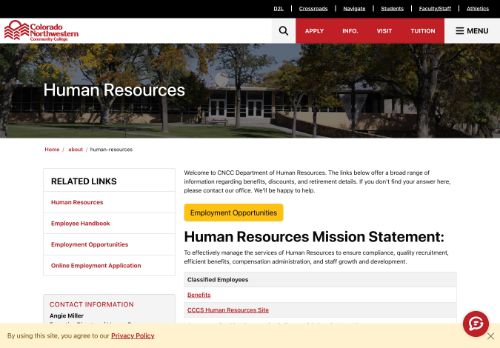 D2L | Crossroads | Navigate | Students | Faculty/Staff | Athletics
Colorado
Northwestern
Community College
APPLY INFO. VISIT TUITION MENU
Human Resources
Home / about / human-resources
RELATED LINKS
Human Resources
Employee Handbook
Employment Opportunities
Online Employment Application
CONTACT INFORMATION
Angie Miller
Welcome to CNCC Department of Human Resources. The links below offer a broad range of
information regarding benefits, discounts, and retirement details. If you don't find your answer here,
please contact our office. We'll be happy to help.
Employment Opportunities
Human Resources Mission Statement:
To effectively manage the services of Human Resources to ensure compliance, quality recruitment,
efficient benefits, compensation administration, and staff growth and development.
Classified Employees
Benefits
CCCS Human Resources Site
By using this site, you agree to our Privacy Policy